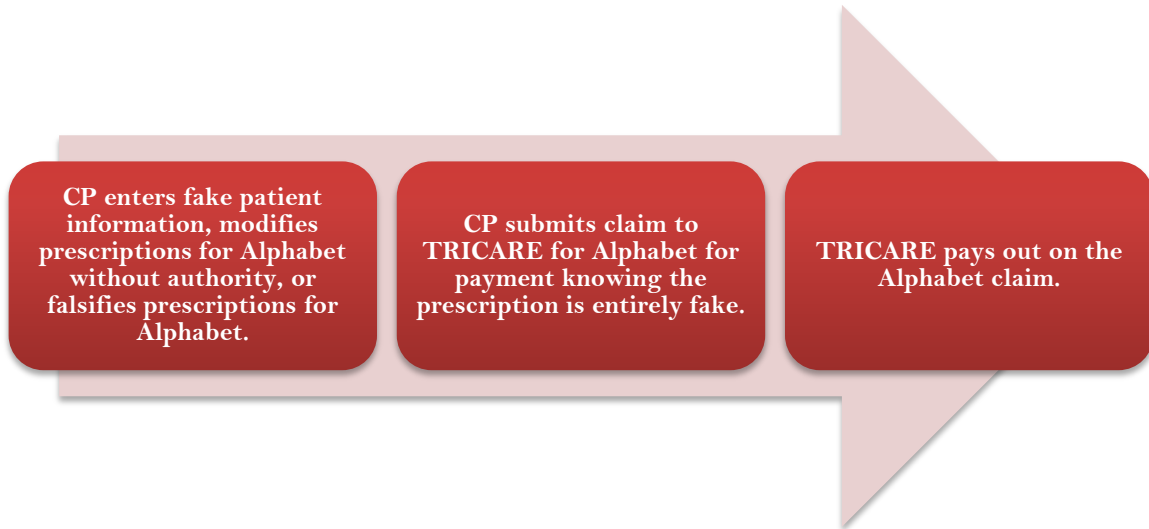 CP enters fake patient
information, modifies
prescriptions for Alphabet
without authority, or
falsifies prescriptions for
Alphabet.
CP submits claim to
TRICARE for Alphabet for
payment knowing the
prescription is entirely fake.
TRICARE pays out on the
Alphabet claim.